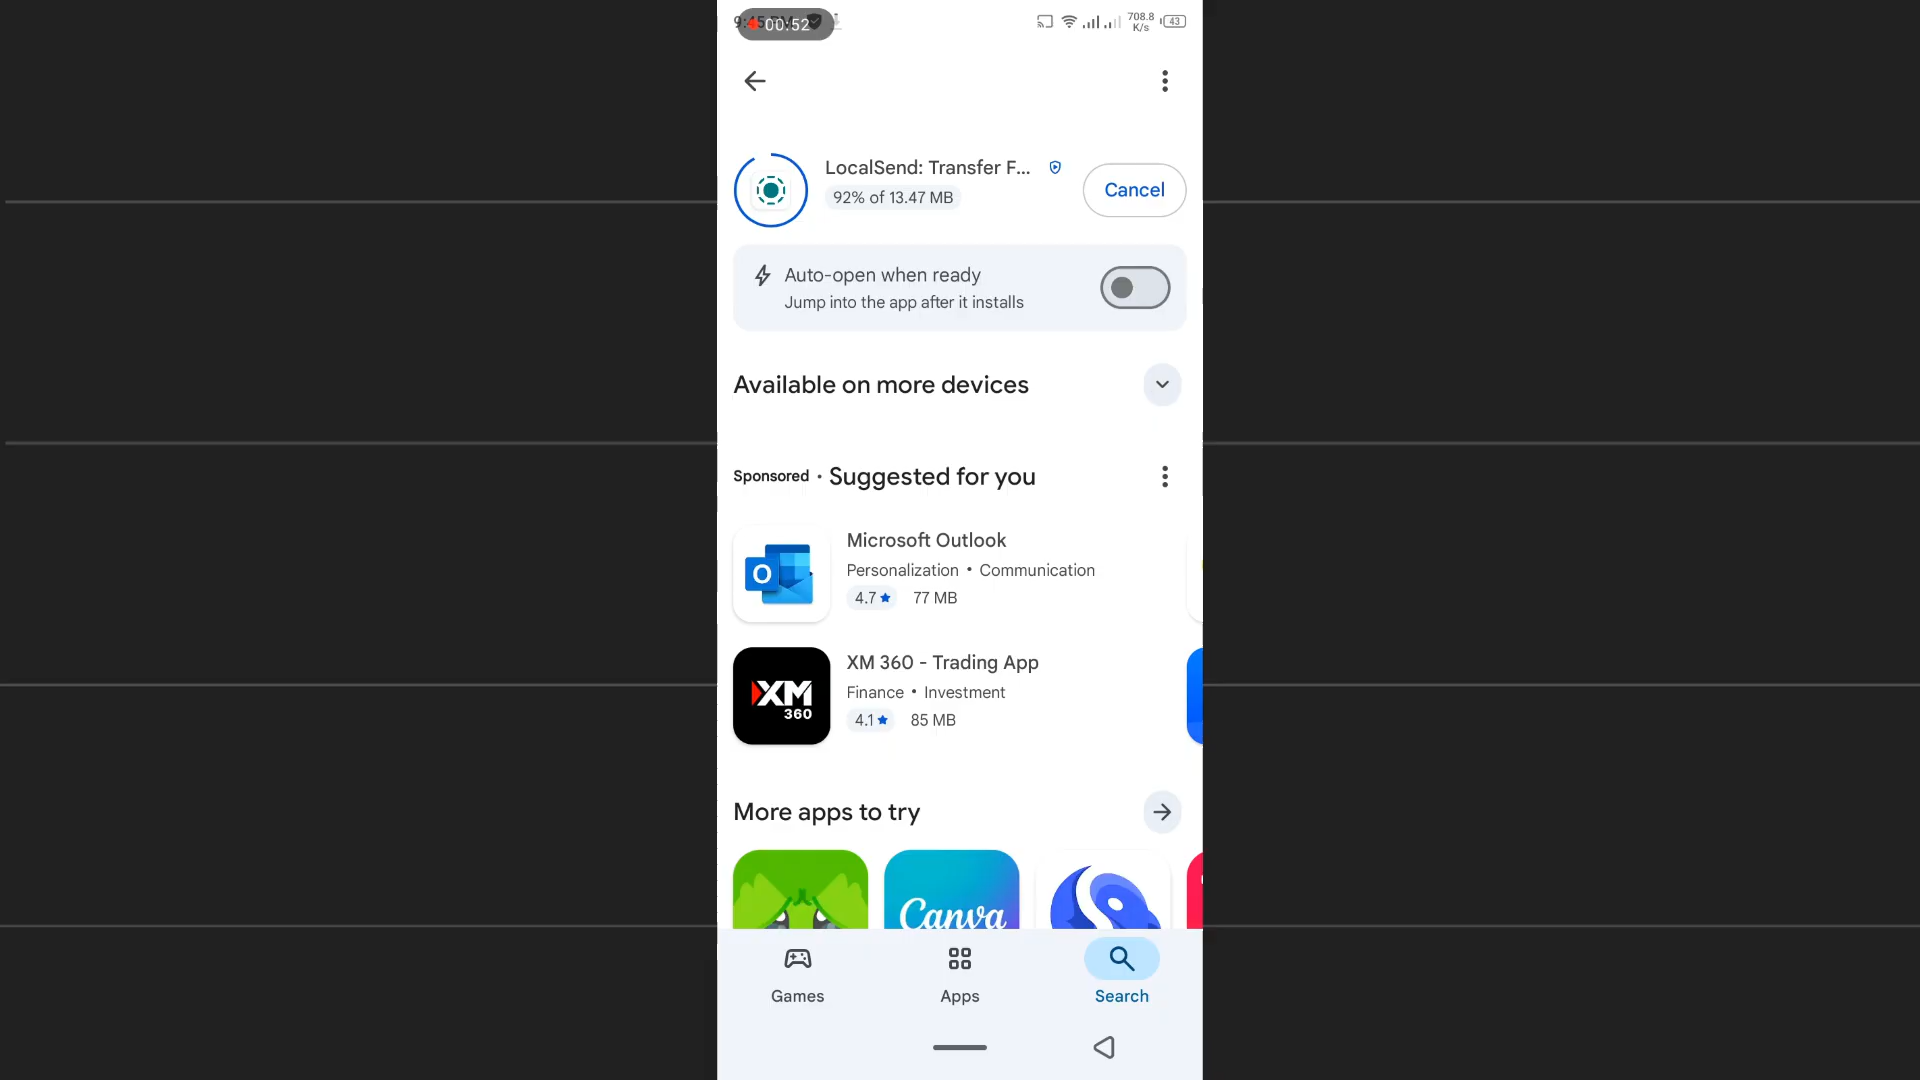 00:52
708.8
K/s
43
LocalSend: Transfer F...
92% of 13.47 MB
Cancel
Auto-open when ready
Jump into the app after it installs
Available on more devices
Sponsored • Suggested for you
Microsoft Outlook
Personalization • Communication
4.7★ 77 MB
XM 360
XM 360 - Trading App
Finance • Investment
4.1★ 85 MB
More apps to try
Canva
Games
Apps
Search